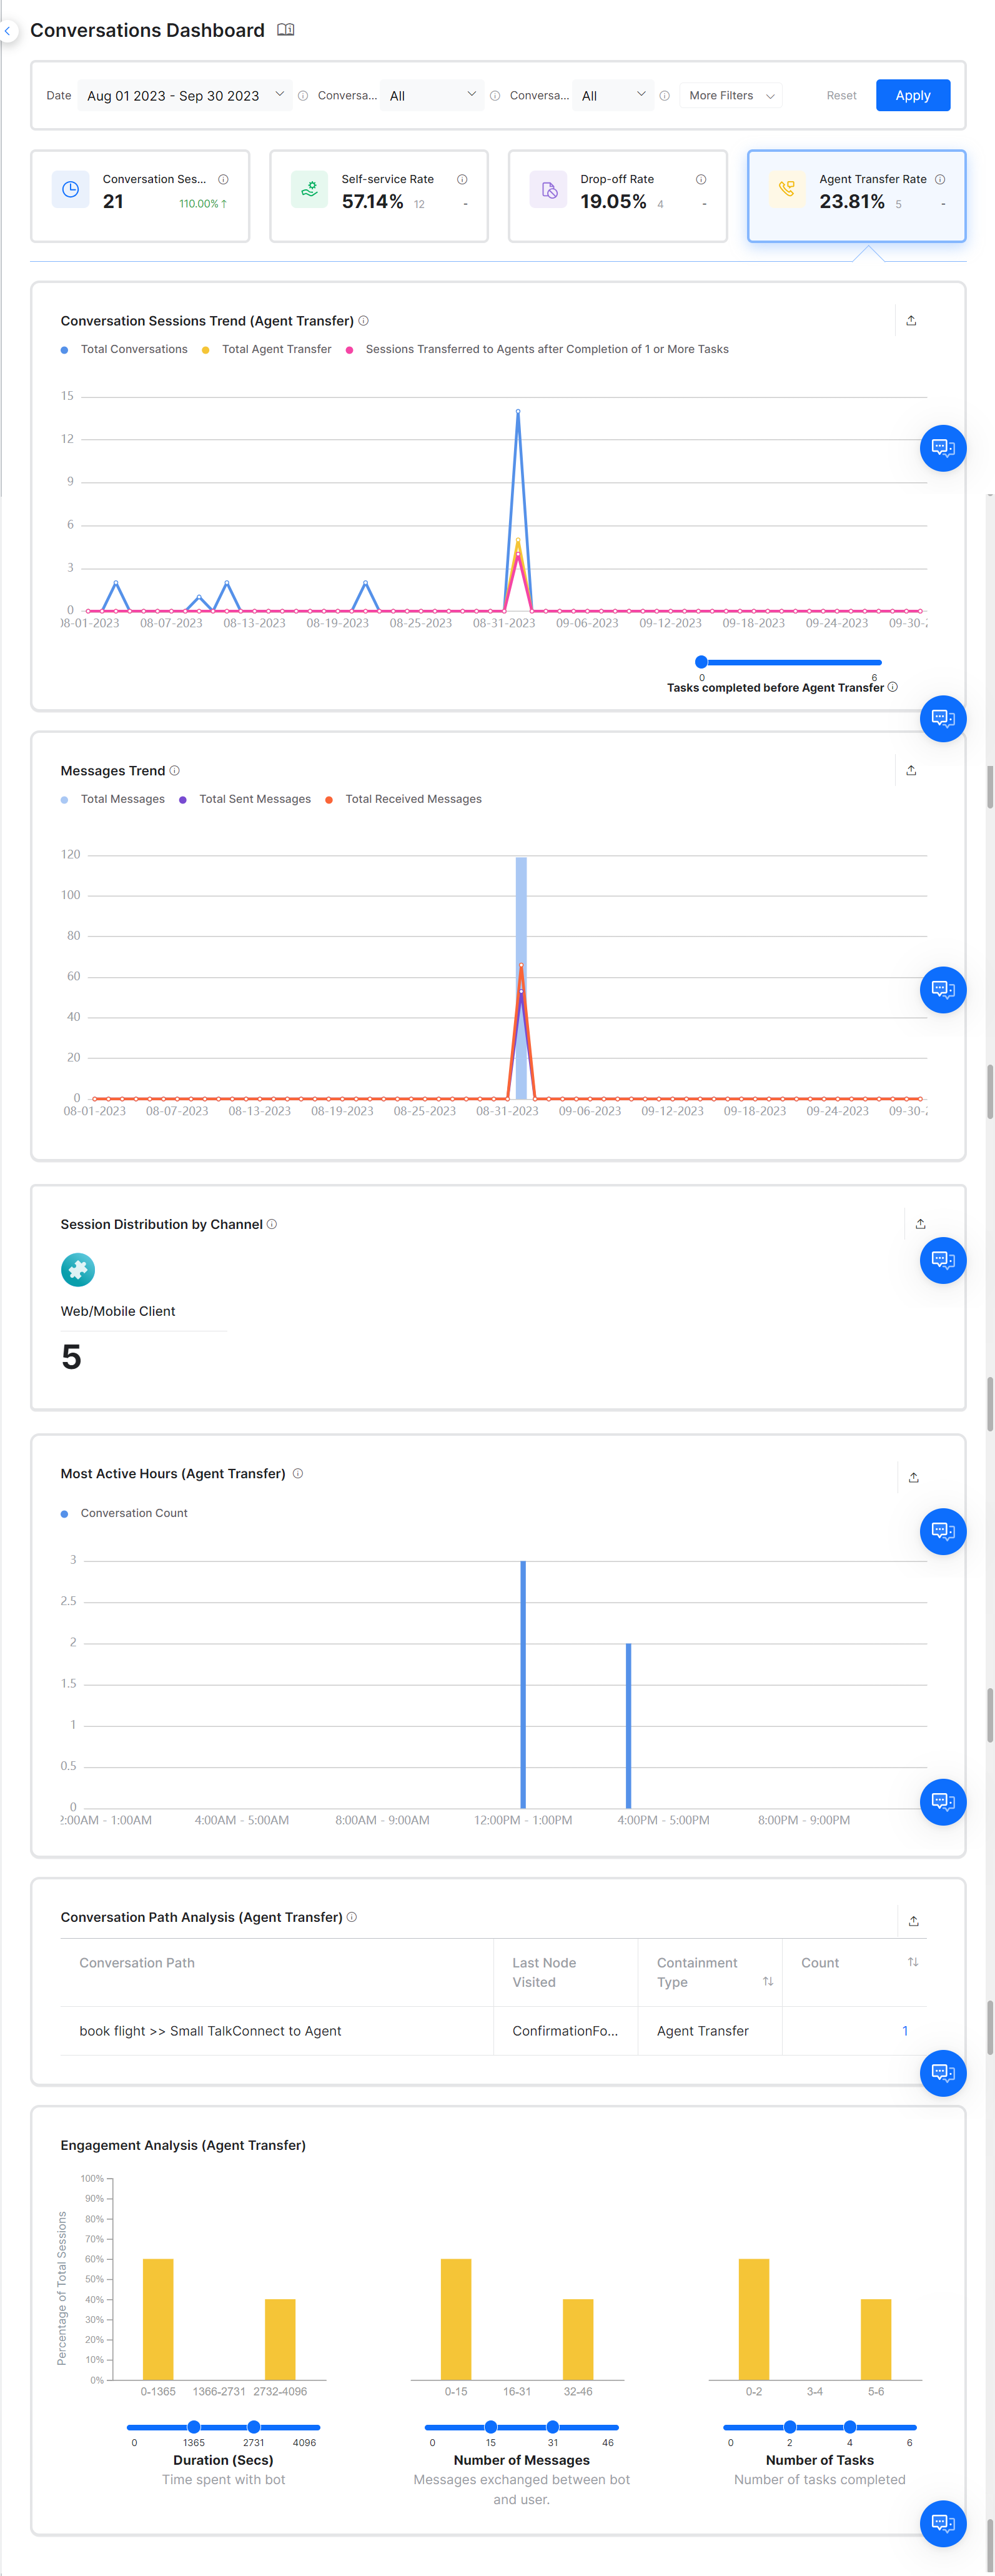 Conversations Dashboard
Date Aug 01 2023 - Sep 30 2023 Conversa... All Conversa... All More Filters Reset Apply
Conversation Ses...
21 110.00% ↑
Self-service Rate
57.14% 12 -
Drop-off Rate
19.05% 4 -
Agent Transfer Rate
23.81% 5 -
Conversation Sessions Trend (Agent Transfer)
Total Conversations Total Agent Transfer Sessions Transferred to Agents after Completion of 1 or More Tasks
15
12
9
6
3
0
08-01-2023 08-07-2023 08-13-2023 08-19-2023 08-25-2023 08-31-2023 09-06-2023 09-12-2023 09-18-2023 09-24-2023 09-30-2
0 6
Tasks completed before Agent Transfer
Messages Trend
Total Messages Total Sent Messages Total Received Messages
120
100
80
60
40
20
0
08-01-2023 08-07-2023 08-13-2023 08-19-2023 08-25-2023 08-31-2023 09-06-2023 09-12-2023 09-18-2023 09-24-2023 09-30-2
Session Distribution by Channel
Web/Mobile Client
5
Most Active Hours (Agent Transfer)
Conversation Count
3
2.5
2
1.5
1
0.5
0
2:00AM - 1:00AM 4:00AM - 5:00AM 8:00AM - 9:00AM 12:00PM - 1:00PM 4:00PM - 5:00PM 8:00PM - 9:00PM
Conversation Path Analysis (Agent Transfer)
Conversation Path Last Node Visited Containment Type Count
book flight >> Small TalkConnect to Agent ConfirmationFo... Agent Transfer 1
Engagement Analysis (Agent Transfer)
Percentage of Total Sessions
100%
90%
80%
70%
60%
50%
40%
30%
20%
10%
0%
0-1365 1366-2731 2732-4096
0 1365 2731 4096
Duration (Secs)
Time spent with bot
0-15 16-31 32-46
0 15 31 46
Number of Messages
Messages exchanged between bot
and user.
0-2 3-4 5-6
0 2 4 6
Number of Tasks
Number of tasks completed